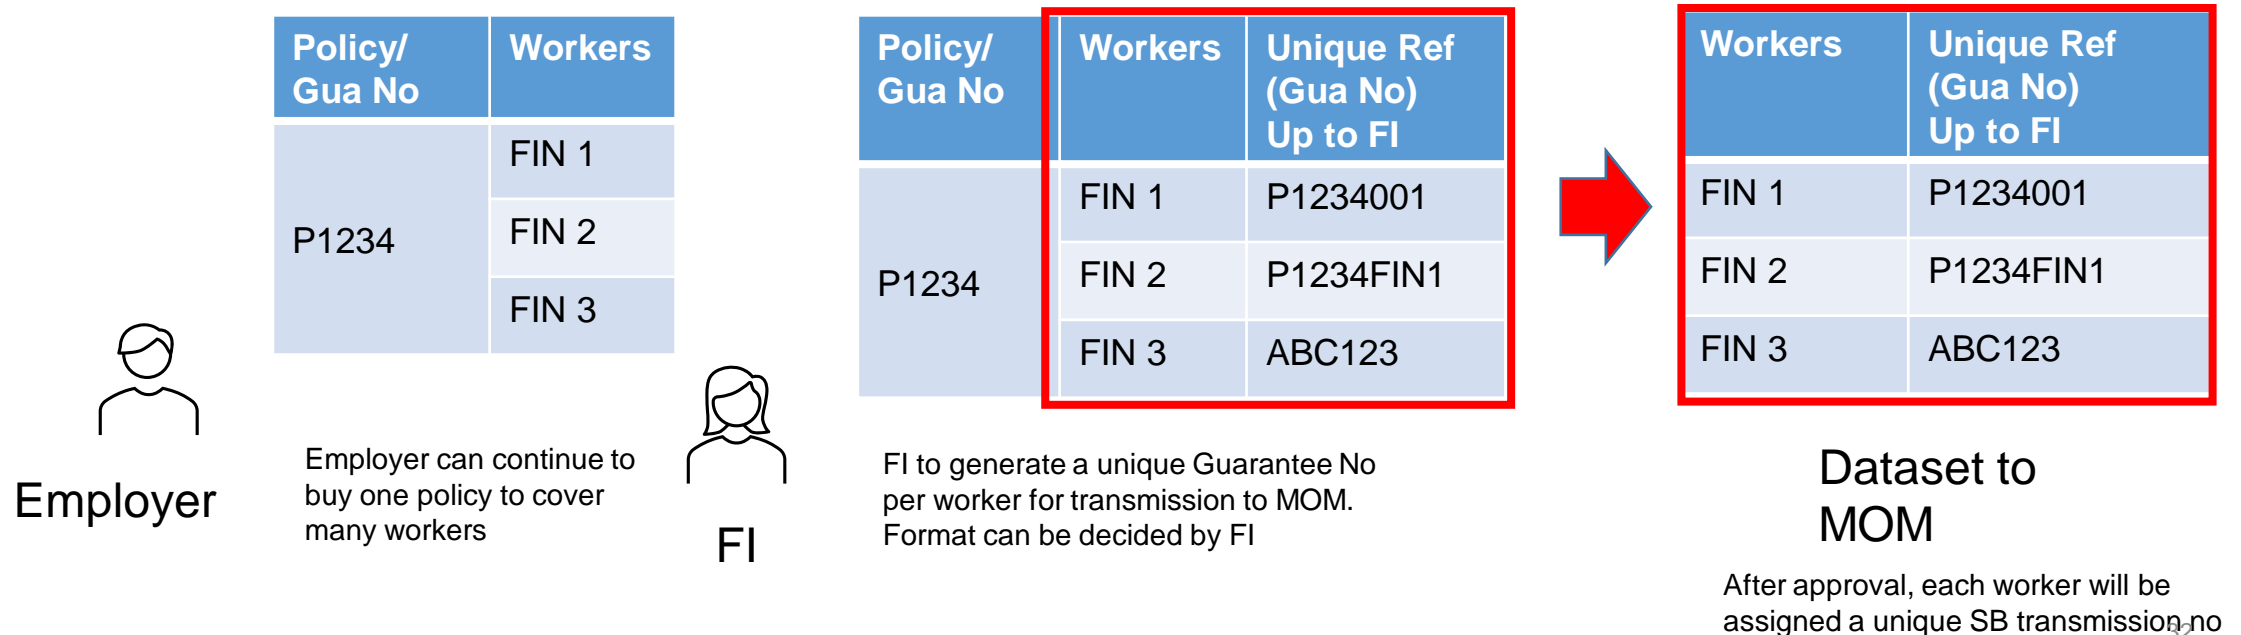 Policy/
Gua No
Workers
P1234
FIN 1
FIN 2
FIN 3
Employer
Employer can continue to
buy one policy to cover
many workers
FI
Policy/
Gua No
Workers
Unique Ref
(Gua No)
Up to FI
P1234
FIN 1
P1234001
FIN 2
P1234FIN1
FIN 3
ABC123
FI to generate a unique Guarantee No
per worker for transmission to MOM.
Format can be decided by FI
Workers
Unique Ref
(Gua No)
Up to FI
FIN 1
P1234001
FIN 2
P1234FIN1
FIN 3
ABC123
Dataset to
MOM
After approval, each worker will be
assigned a unique SB transmission no
32